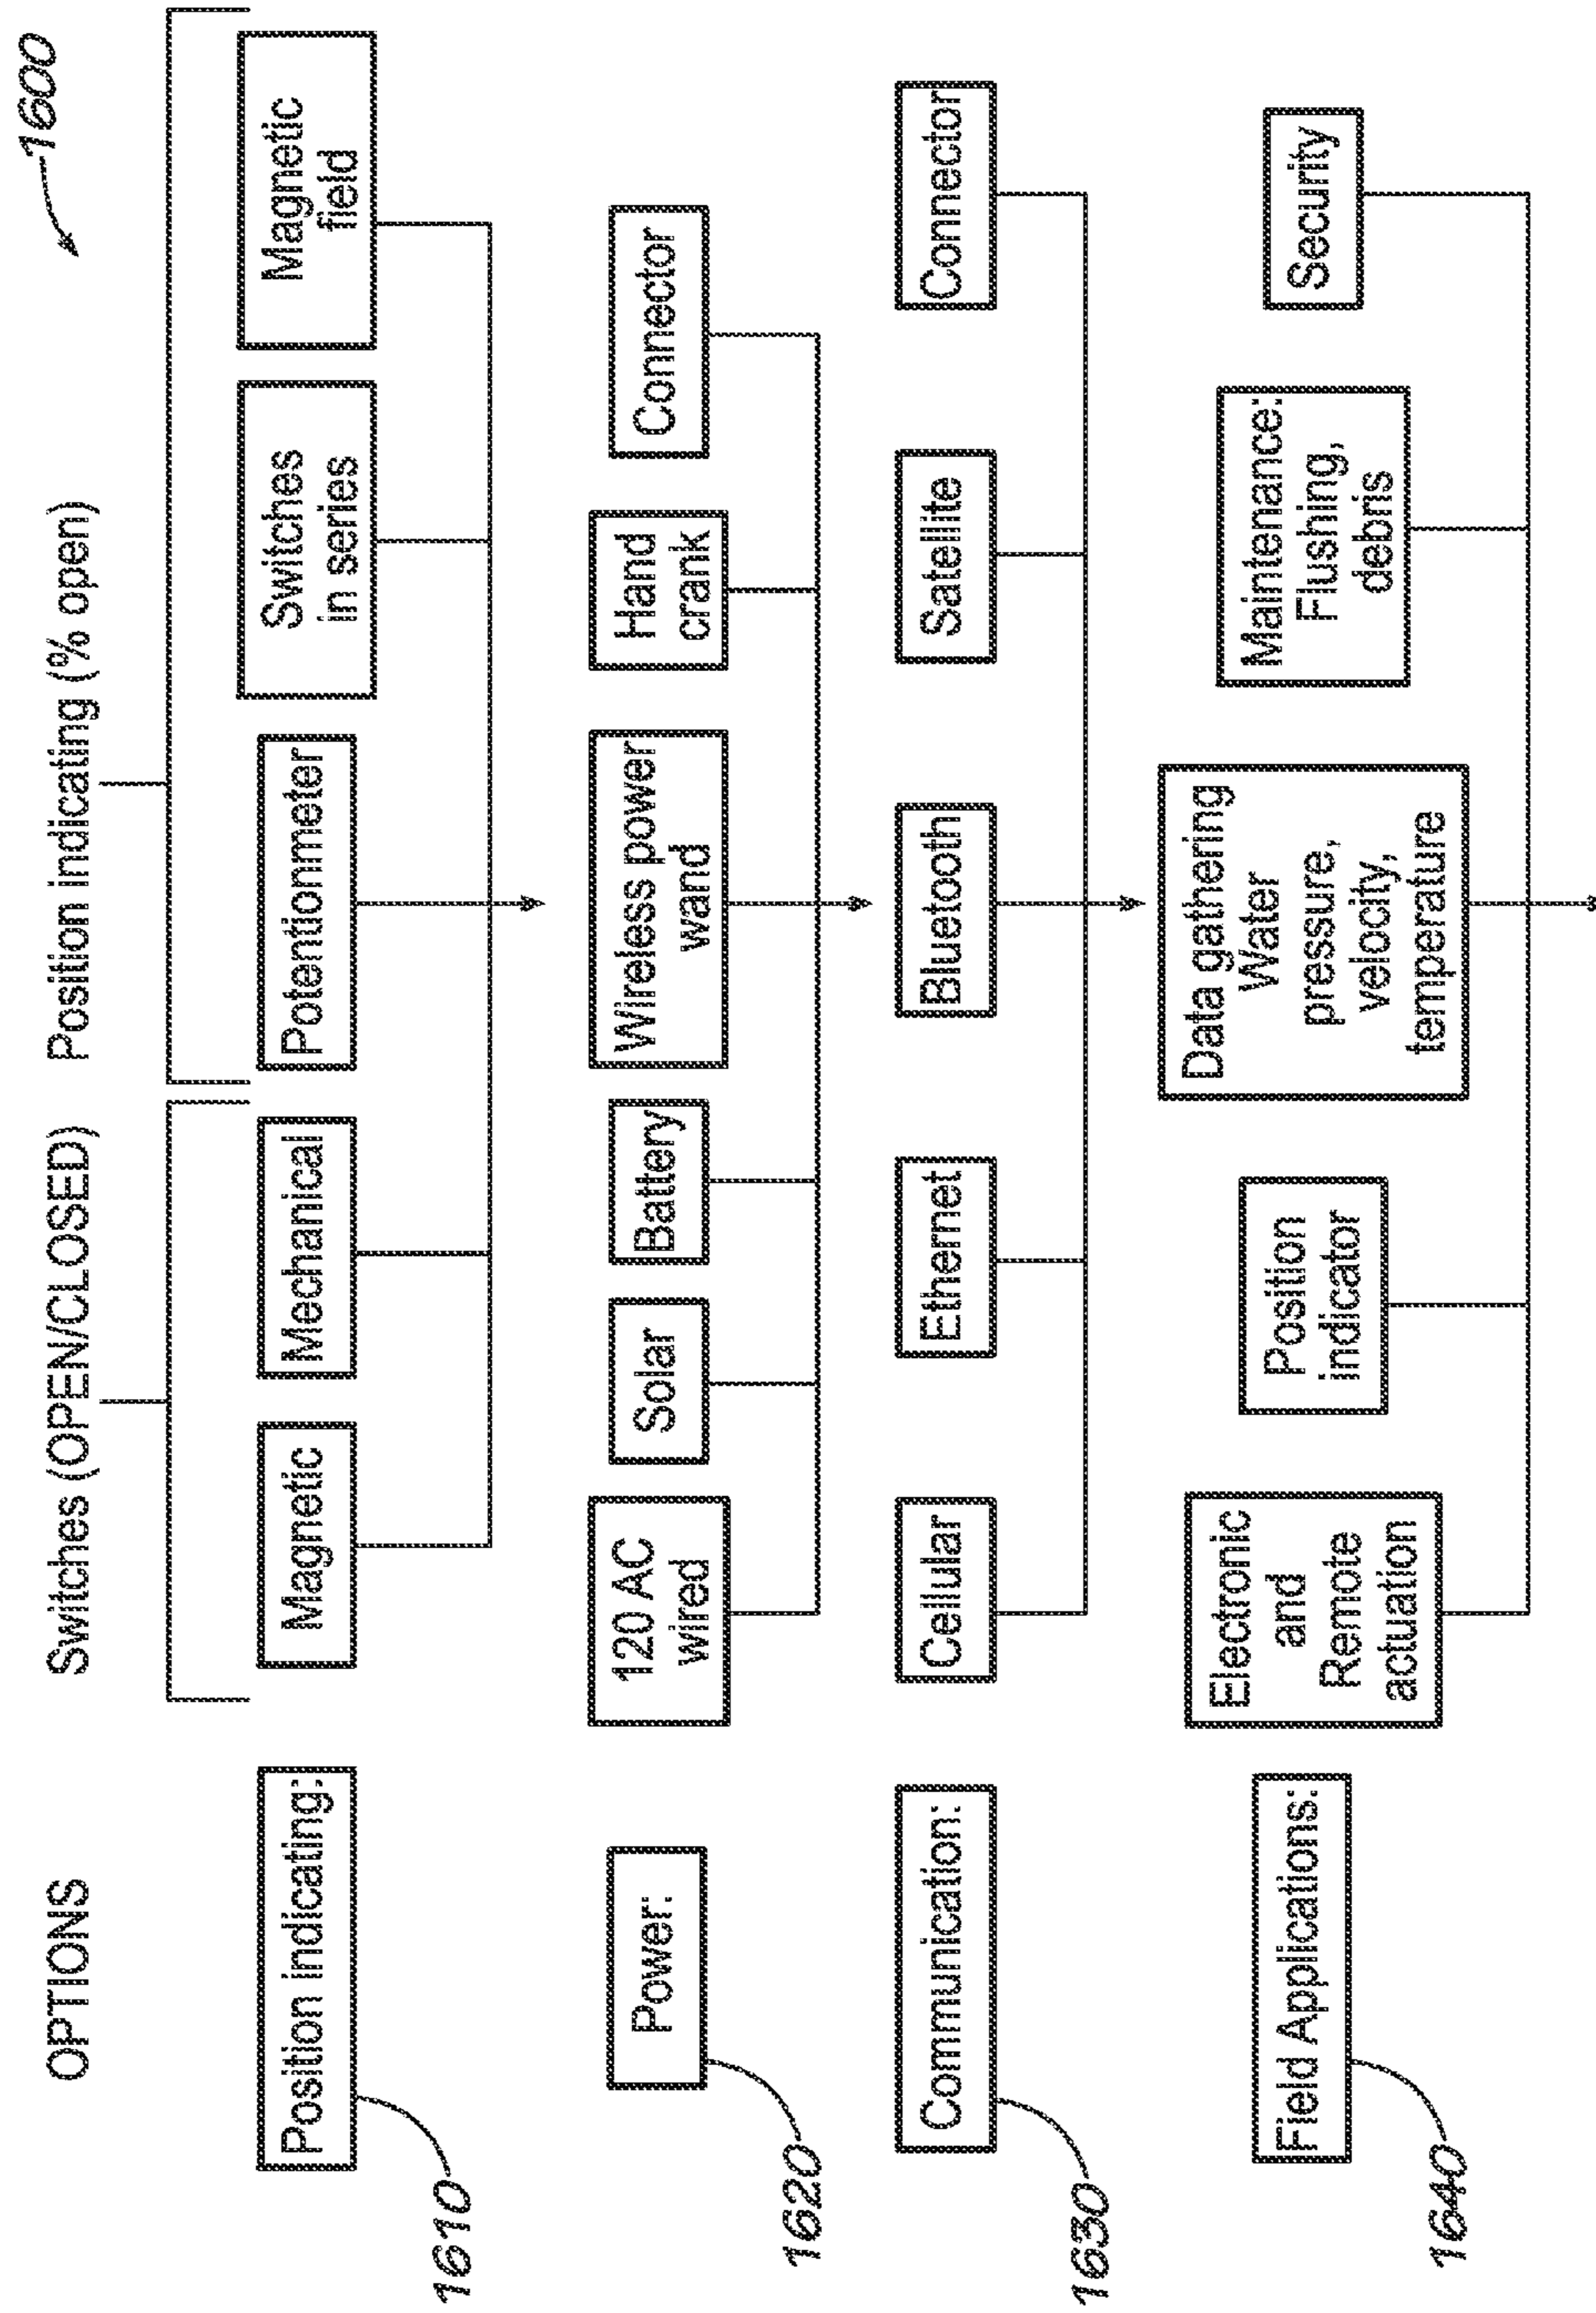 1600
OPTIONS
Switches (OPEN/CLOSED)
Position indicating (% open)
Position indicating:
Magnetic
Mechanical
Potentionmeter
Switches
in series
Magnetic
field
1610
Power:
120 AC
wired
Solar
Battery
Wireless power
wand
Hand
crank
Connector
1620
Communication:
Cellular
Ethernet
Bluetooth
Satellite
Connector
1630
Field Applications:
Electronic
and
Remote
actuation
Position
indicator
Data gathering
Water
pressure,
velocity,
temperature
Maintenance:
Flushing,
debris
Security
1640